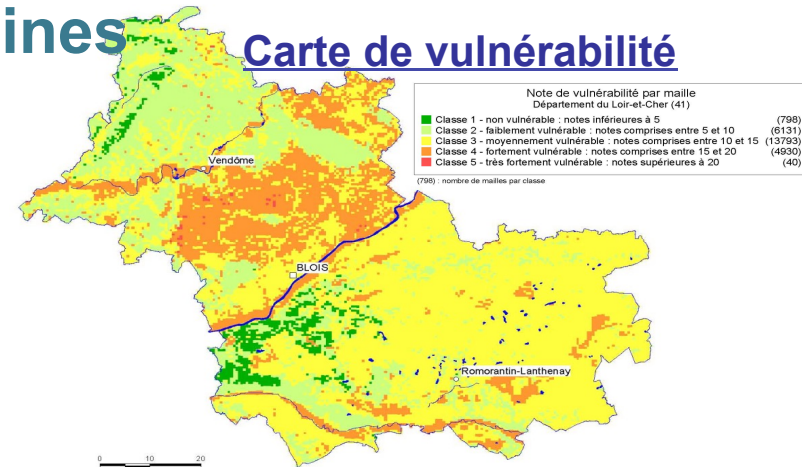 ines
Carte de vulnérabilité
Note de vulnérabilité par maille
Département du Loir-et-Cher (41)
Classe 1 - non vulnérable : notes inférieures à 5 (798)
Classe 2 - faiblement vulnérable : notes comprises entre 5 et 10 (6131)
Classe 3 - moyennement vulnérable : notes comprises entre 10 et 15 (13793)
Classe 4 - fortement vulnérable : notes comprises entre 15 et 20 (4930)
Classe 5 - très fortement vulnérable : notes supérieures à 20 (40)
(798) : nombre de mailles par classe
Vendôme
BLOIS
Romorantin-Lanthenay
0 10 20